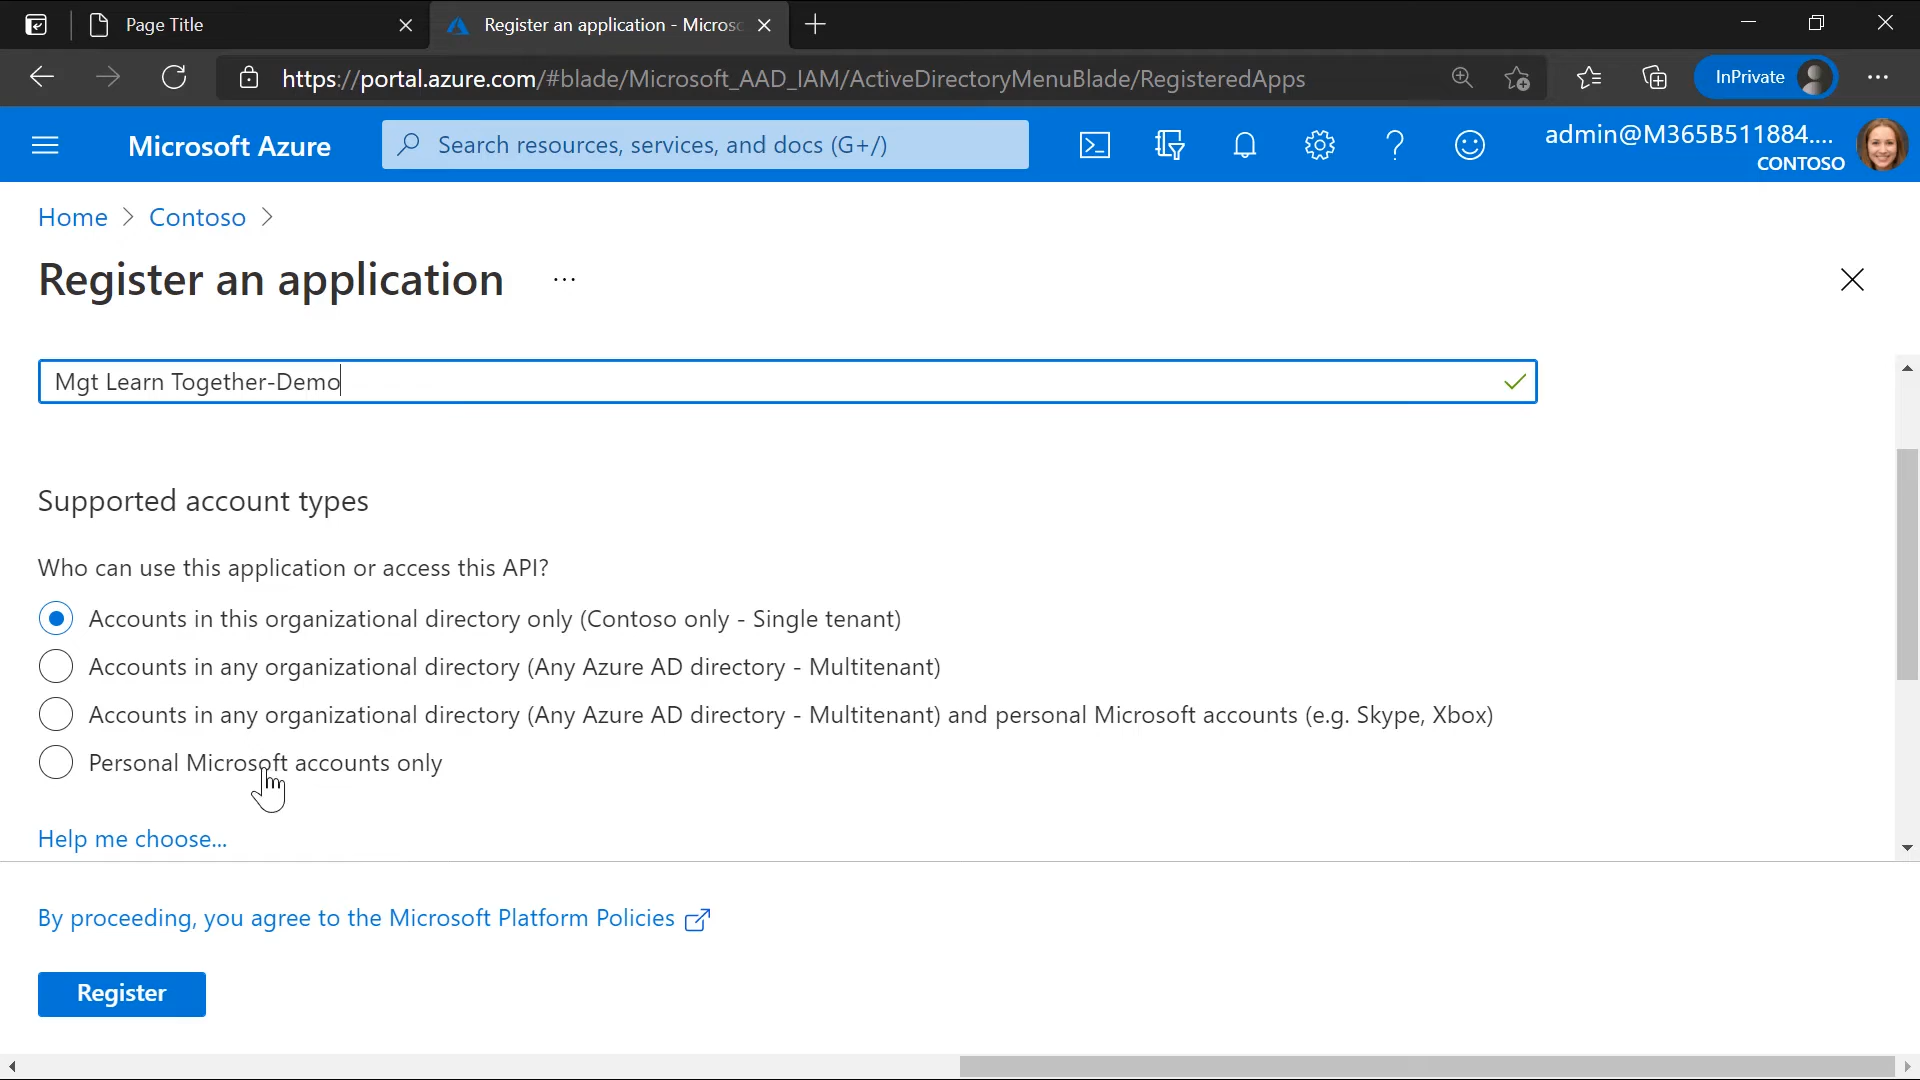 Page Title
Register an application - Microsc
https://portal.azure.com/#blade/Microsoft_AAD_IAM/ActiveDirectoryMenuBlade/RegisteredApps
InPrivate
Microsoft Azure
Search resources, services, and docs (G+/)
admin@M365B511884....
CONTOSO
Home > Contoso >
Register an application ...
Mgt Learn Together-Demo
Supported account types
Who can use this application or access this API?
Accounts in this organizational directory only (Contoso only - Single tenant)
Accounts in any organizational directory (Any Azure AD directory - Multitenant)
Accounts in any organizational directory (Any Azure AD directory - Multitenant) and personal Microsoft accounts (e.g. Skype, Xbox)
Personal Microsoft accounts only
Help me choose...
By proceeding, you agree to the Microsoft Platform Policies
Register